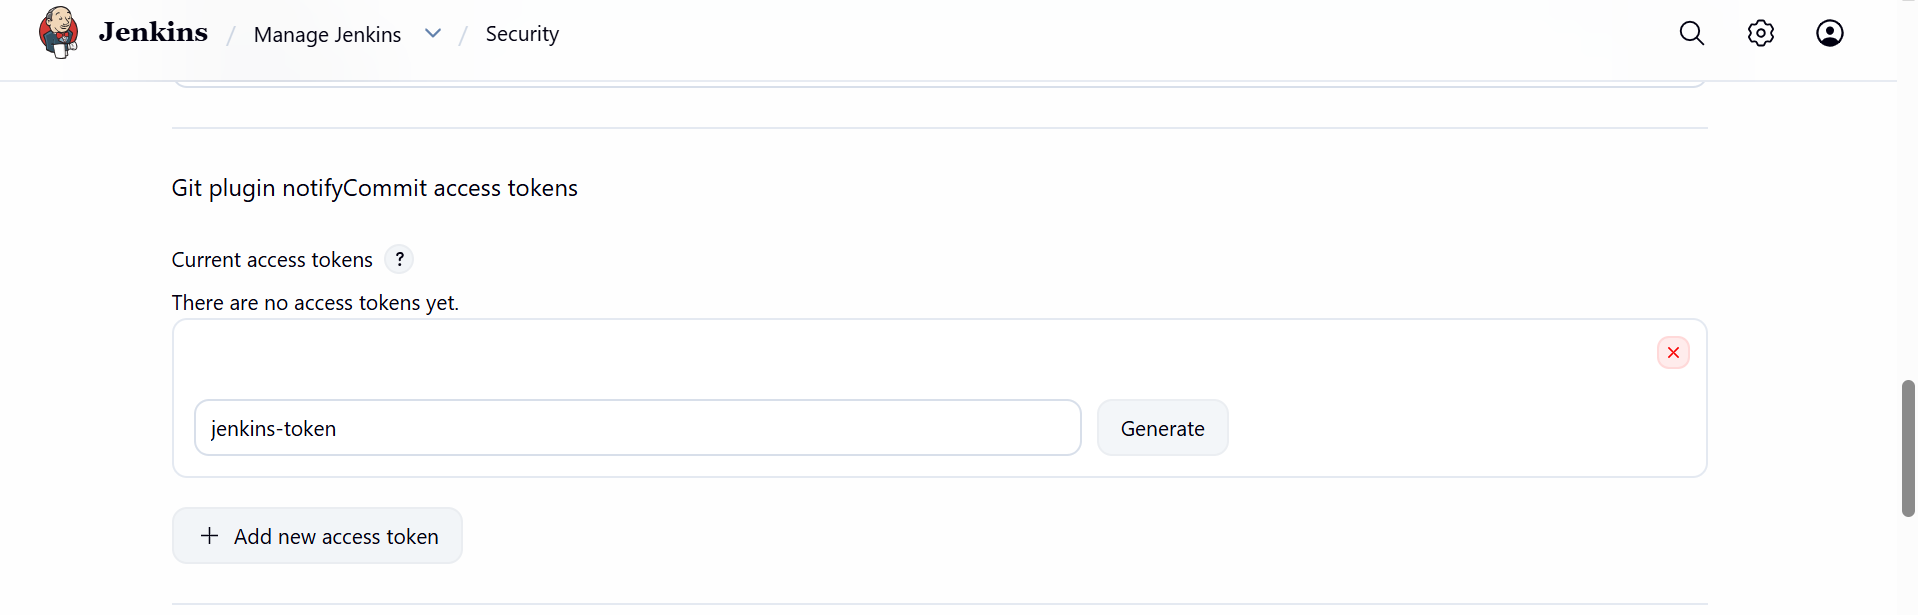 Jenkins / Manage Jenkins / Security
Git plugin notifyCommit access tokens
Current access tokens ?
There are no access tokens yet.
jenkins-token Generate
+ Add new access token